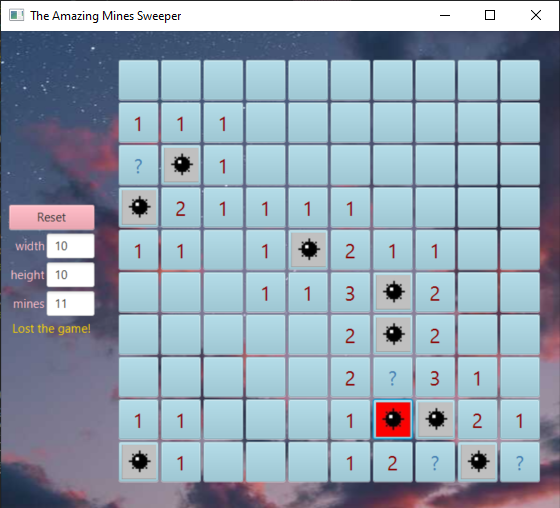 The Amazing Mines Sweeper
1 1 1
? 1
2 1 1 1 1
1 1 1 2 1 1
1 1 3 2
2 2
2 ? 3 1
1 1 1 2 1
1 1 2 ? ?
Reset
width 10
height 10
mines 11
Lost the game!